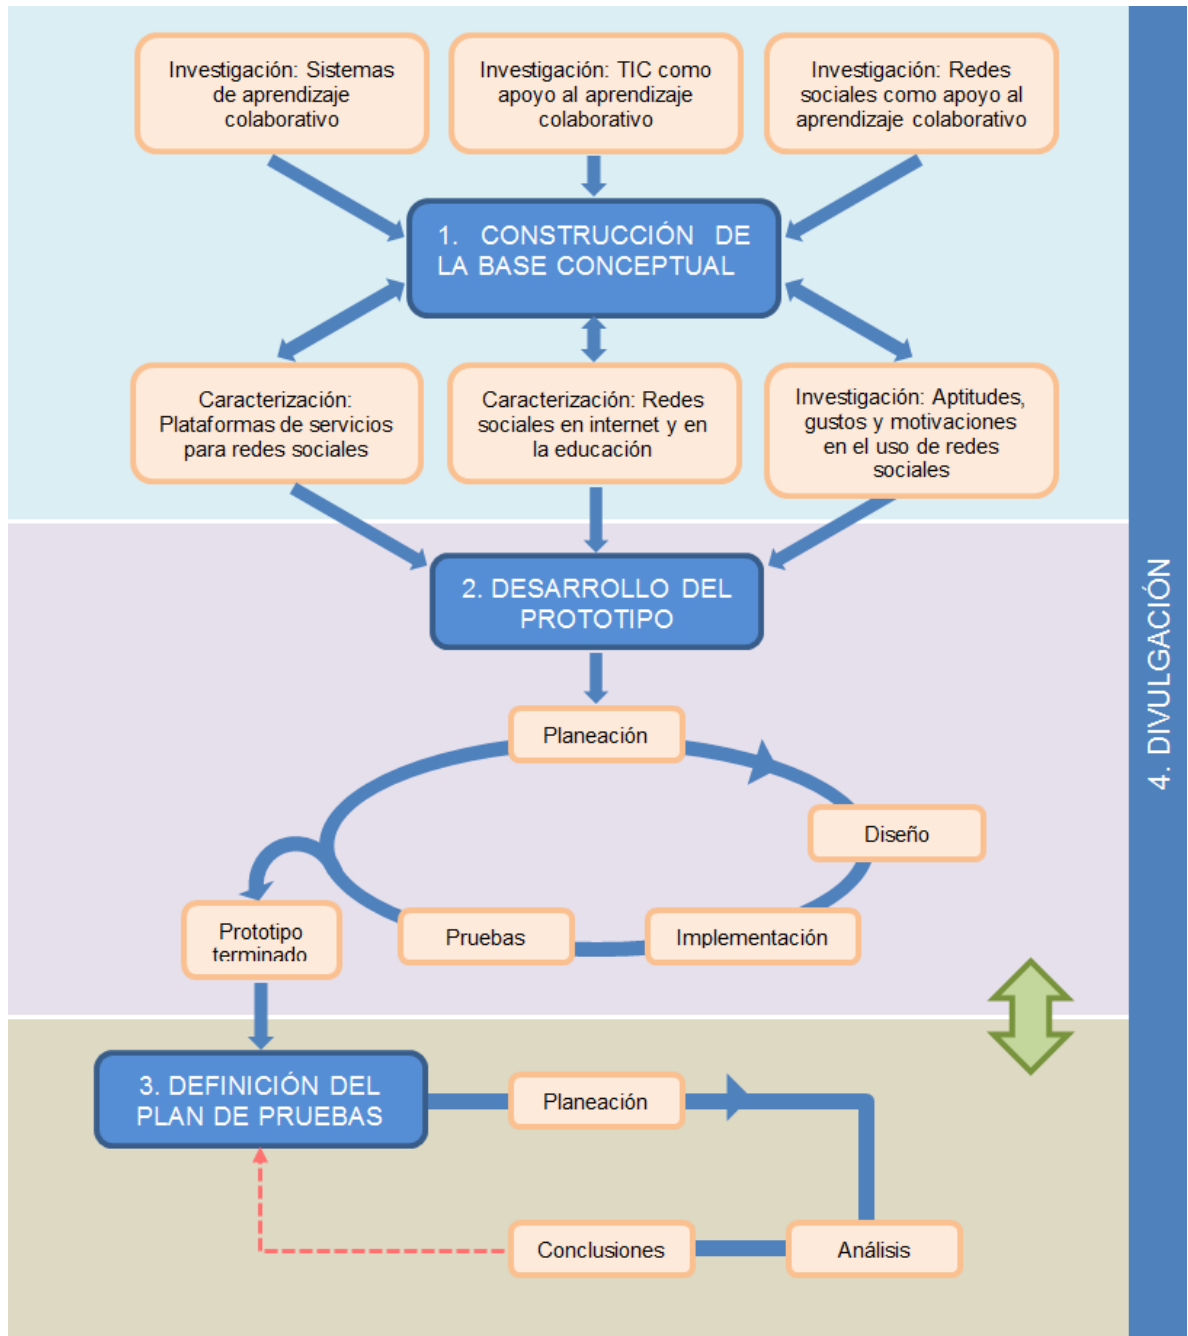 Investigación: Sistemas
de aprendizaje
colaborativo
Investigación: TIC como
apoyo al aprendizaje
colaborativo
Investigación: Redes
sociales como apoyo al
aprendizaje colaborativo
1. CONSTRUCCIÓN DE
LA BASE CONCEPTUAL
Caracterización:
Plataformas de servicios
para redes sociales
Caracterización: Redes
sociales en internet y en
la educación
Investigación: Aptitudes,
gustos y motivaciones
en el uso de redes
sociales
2. DESARROLLO DEL
PROTOTIPO
Planeación
Diseño
Implementación
Pruebas
Prototipo
terminado
3. DEFINICIÓN DEL
PLAN DE PRUEBAS
Planeación
Análisis
Conclusiones
4. DIVULGACIÓN